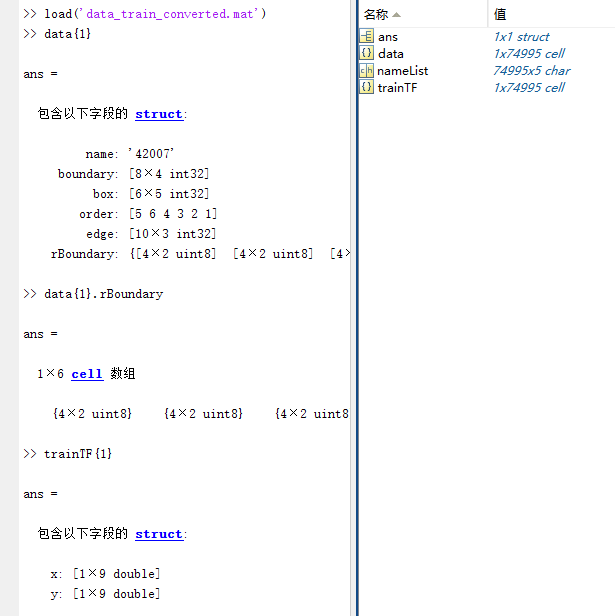 >> load('data_train_converted.mat')
>> data{1}
ans =
包含以下字段的 struct:
name: '42007'
boundary: [8×4 int32]
box: [6×5 int32]
order: [5 6 4 3 2 1]
edge: [10×3 int32]
rBoundary: {[4×2 uint8] [4×2 uint8] [4×
>> data{1}.rBoundary
ans =
1×6 cell 数组
{4×2 uint8} {4×2 uint8} {4×2 uint8
>> trainTF{1}
ans =
包含以下字段的 struct:
x: [1×9 double]
y: [1×9 double]
名称 值
ans 1x1 struct
data 1x74995 cell
nameList 74995x5 char
trainTF 1x74995 cell